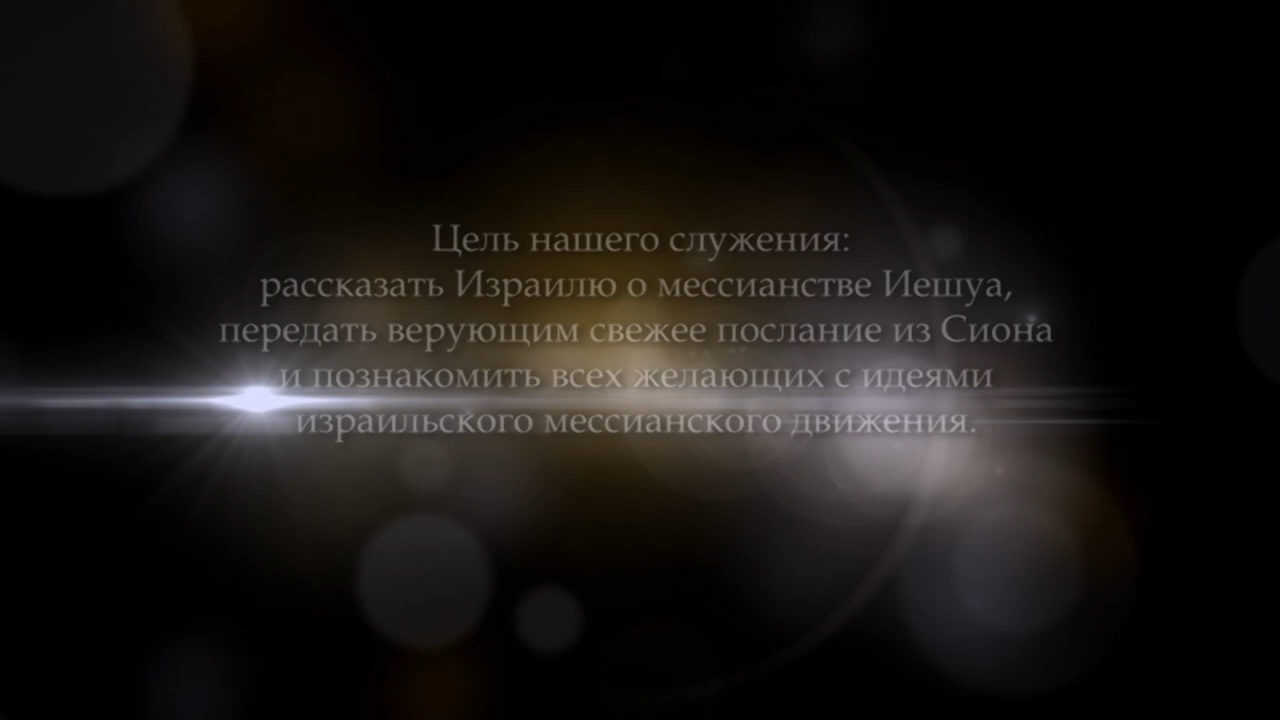 Цель нашего служения:
рассказать Израилю о мессианстве Иешуа,
передать верующим свежее послание из Сиона
и познакомить всех желающих с идеями
израильского мессианского движения.